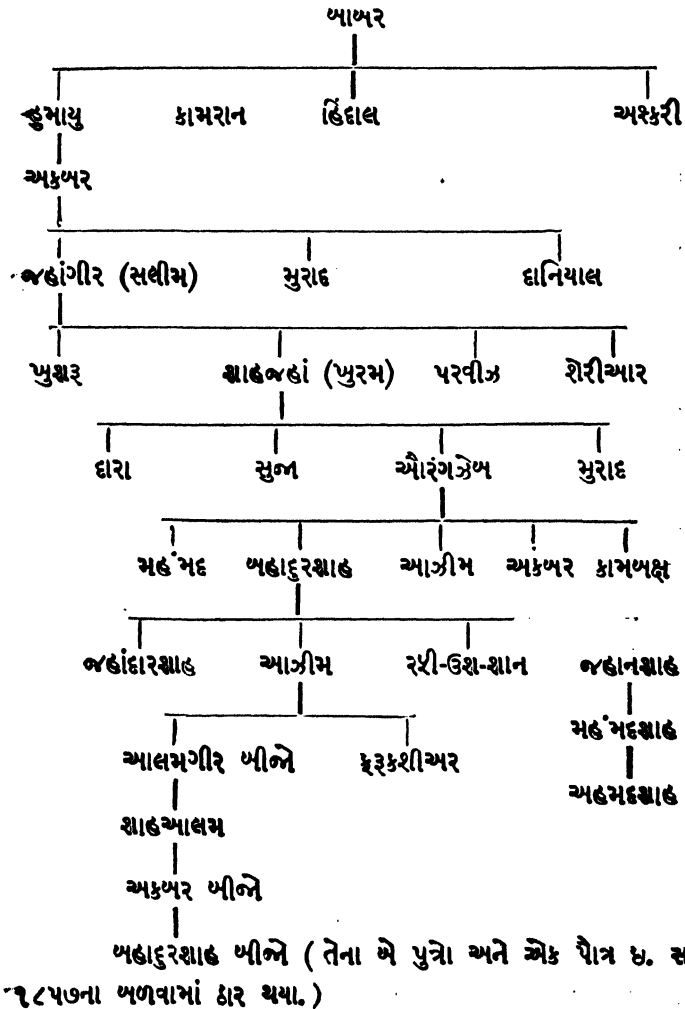 બાબર
હુમાયુ કામરાન હિંદાલ અશ્કરી
અકબર
જહાંગીર (સલીમ) મુરાદ દાનિયાલ
ખુશરૂ શાહજહાં (ખુરમ) પરવીઝ શેરીઆર
દારા સુજા ઔરંગઝેબ મુરાદ
મહંમદ બહાદુરશાહ આઝીમ અકબર કામબક્ષ
જહાંદારશાહ આઝીમ રફી-ઉશ-શાન જહાનશાહ
મહંમદશાહ
આલમગીર બીજો ફરૂકશીઅર
અહમદશાહ
શાહઆલમ
અકબર બીજો
બહાદુરશાહ બીજો ( તેના બે પુત્રો અને એક પૌત્ર ઇ. સ
૧૮૫૭ના બળવામાં ઠાર થયા. )